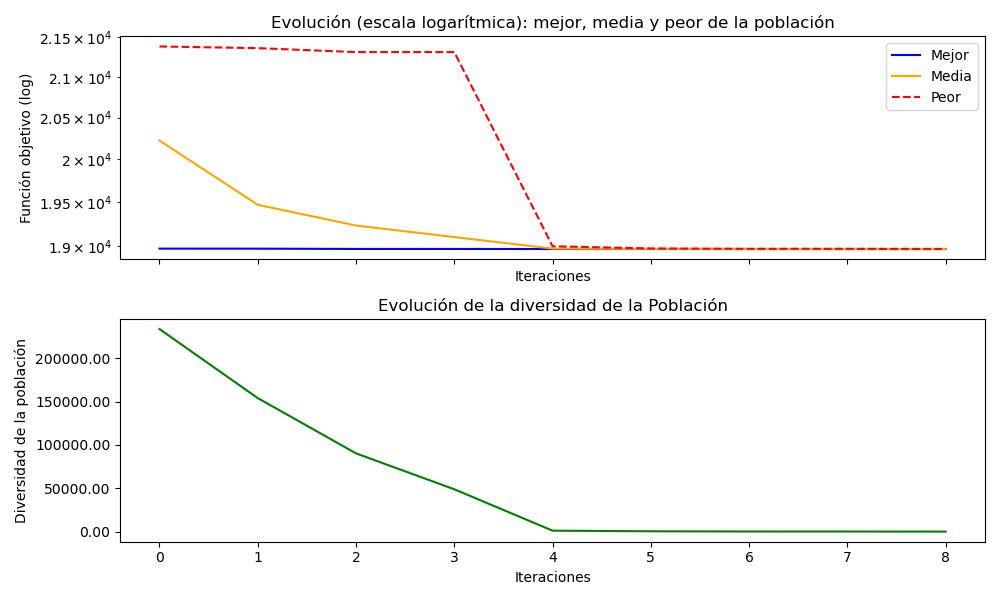 Evolución (escala logarítmica): mejor, media y peor de la población
Función objetivo (log)
2.15 × 10⁴
2.1 × 10⁴
2.05 × 10⁴
2 × 10⁴
1.95 × 10⁴
1.9 × 10⁴
Mejor
Media
Peor
Iteraciones
Evolución de la diversidad de la Población
Diversidad de la población
200000.00
150000.00
100000.00
50000.00
0.00
0 1 2 3 4 5 6 7 8
Iteraciones